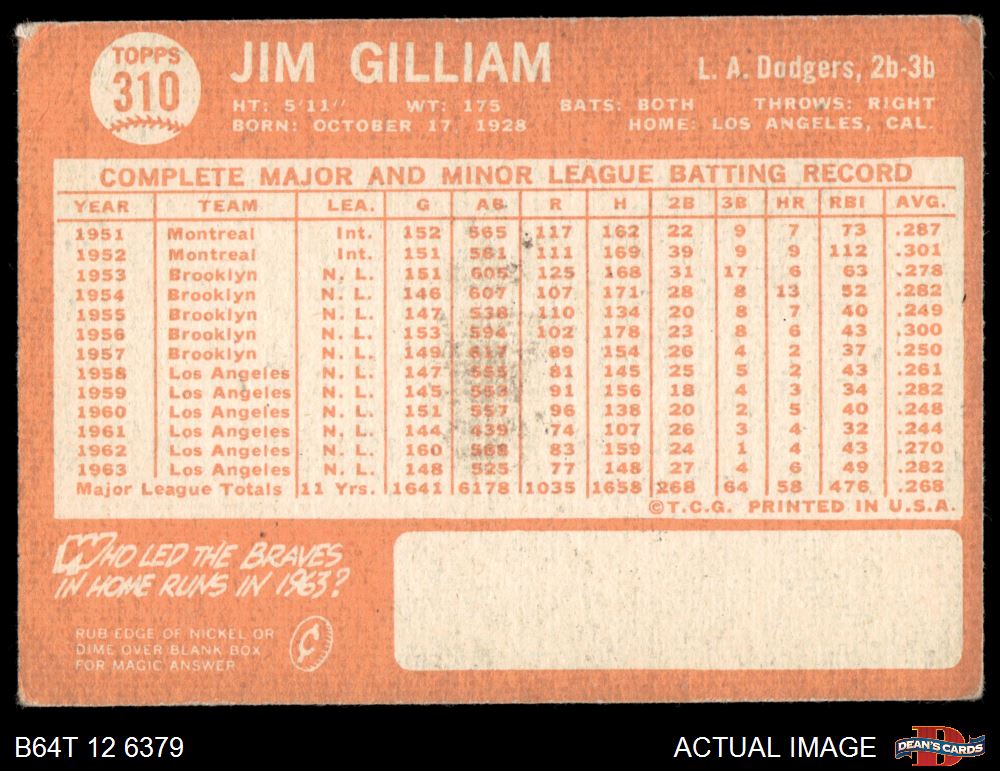 TOPPS
310
JIM GILLIAM
L. A. Dodgers, 2b-3b
HT: 5'11" WT: 175 BATS: BOTH THROWS: RIGHT
BORN: OCTOBER 17, 1928 HOME: LOS ANGELES, CAL.
COMPLETE MAJOR AND MINOR LEAGUE BATTING RECORD
YEAR TEAM LEA. G AB R H 2B 3B HR RBI AVG.
1951 Montreal Int. 152 565 117 162 22 9 7 73 .287
1952 Montreal Int. 151 561 111 169 39 9 9 112 .301
1953 Brooklyn N. L. 151 605 125 168 31 17 6 63 .278
1954 Brooklyn N. L. 146 607 107 171 28 8 13 52 .282
1955 Brooklyn N. L. 147 538 110 134 20 8 7 40 .249
1956 Brooklyn N. L. 153 594 102 178 23 8 6 43 .300
1957 Brooklyn N. L. 149 617 89 154 26 4 2 37 .250
1958 Los Angeles N. L. 147 555 81 145 25 5 2 43 .261
1959 Los Angeles N. L. 145 553 91 156 18 4 3 34 .282
1960 Los Angeles N. L. 151 557 96 138 20 2 5 40 .248
1961 Los Angeles N. L. 144 439 74 107 26 3 4 32 .244
1962 Los Angeles N. L. 160 588 83 159 24 1 4 43 .270
1963 Los Angeles N. L. 148 525 77 148 27 4 6 49 .282
Major League Totals 11 Yrs. 1641 6178 1035 1658 268 64 58 476 .268
©T.C.G. PRINTED IN U.S.A.
WHO LED THE BRAVES
IN HOME RUNS IN 1963?
RUB EDGE OF NICKEL OR
DIME OVER BLANK BOX
FOR MAGIC ANSWER
¢
B64T 12 6379
ACTUAL IMAGE
DEAN'S CARDS